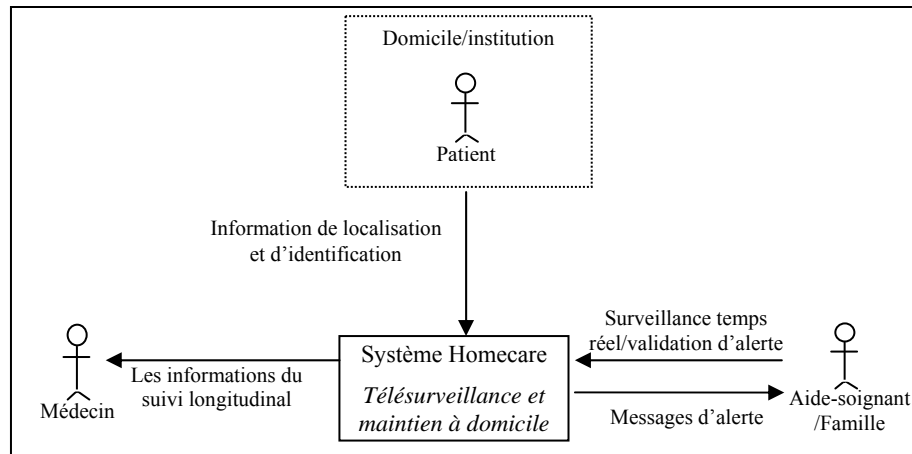 Domicile/institution
Patient
Information de localisation
et d'identification
Surveillance temps
réel/validation d'alerte
Système Homecare
Télésurveillance et
maintien à domicile
Les informations du
suivi longitudinal
Médecin
Messages d'alerte
Aide-soignant
/Famille